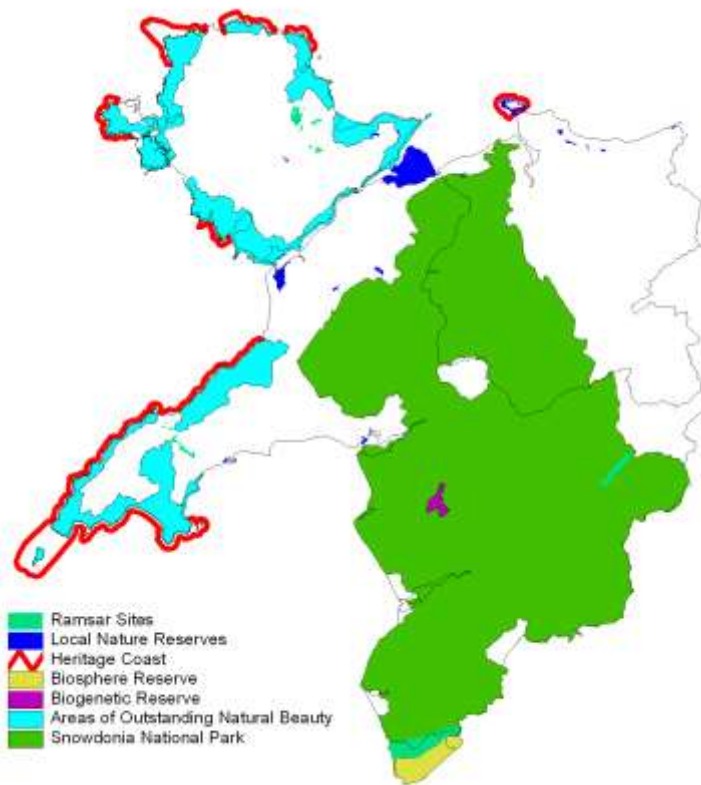 Ramsar Sites
Local Nature Reserves
Heritage Coast
Biosphere Reserve
Biogenetic Reserve
Areas of Outstanding Natural Beauty
Snowdonia National Park